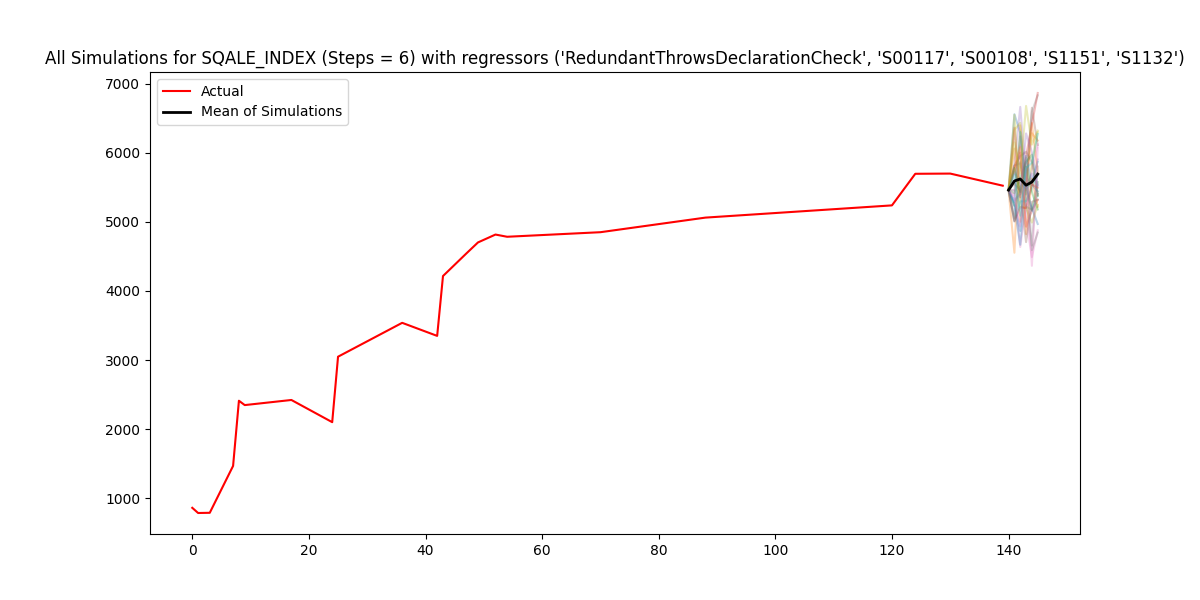 All Simulations for SQALE_INDEX (Steps = 6) with regressors ('RedundantThrowsDeclarationCheck', 'S00117', 'S00108', 'S1151', 'S1132')
Actual
Mean of Simulations
7000
6000
5000
4000
3000
2000
1000
0 20 40 60 80 100 120 140